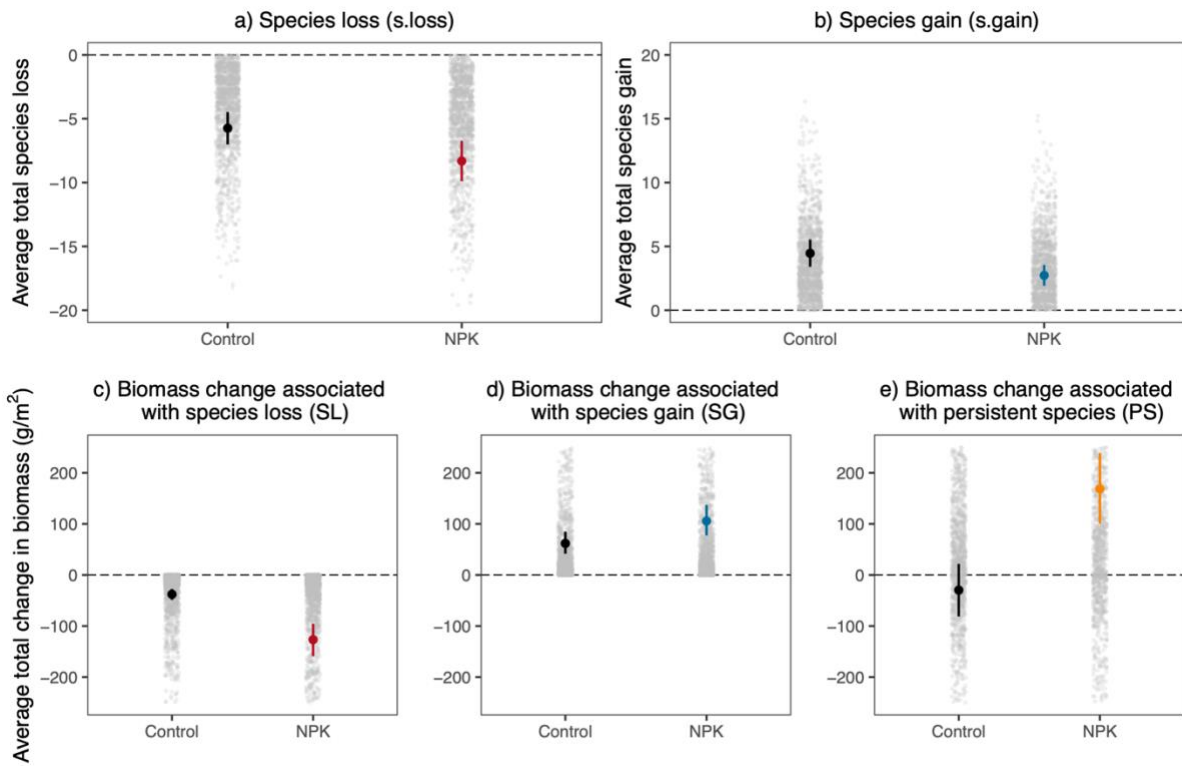 a) Species loss (s.loss)
Average total species loss
0
−5
−10
−15
−20
Control
NPK
b) Species gain (s.gain)
Average total species gain
20
15
10
5
0
Control
NPK
Average total change in biomass (g/m²)
c) Biomass change associated
with species loss (SL)
200
100
0
−100
−200
Control
NPK
d) Biomass change associated
with species gain (SG)
200
100
0
−100
−200
Control
NPK
e) Biomass change associated
with persistent species (PS)
200
100
0
−100
−200
Control
NPK